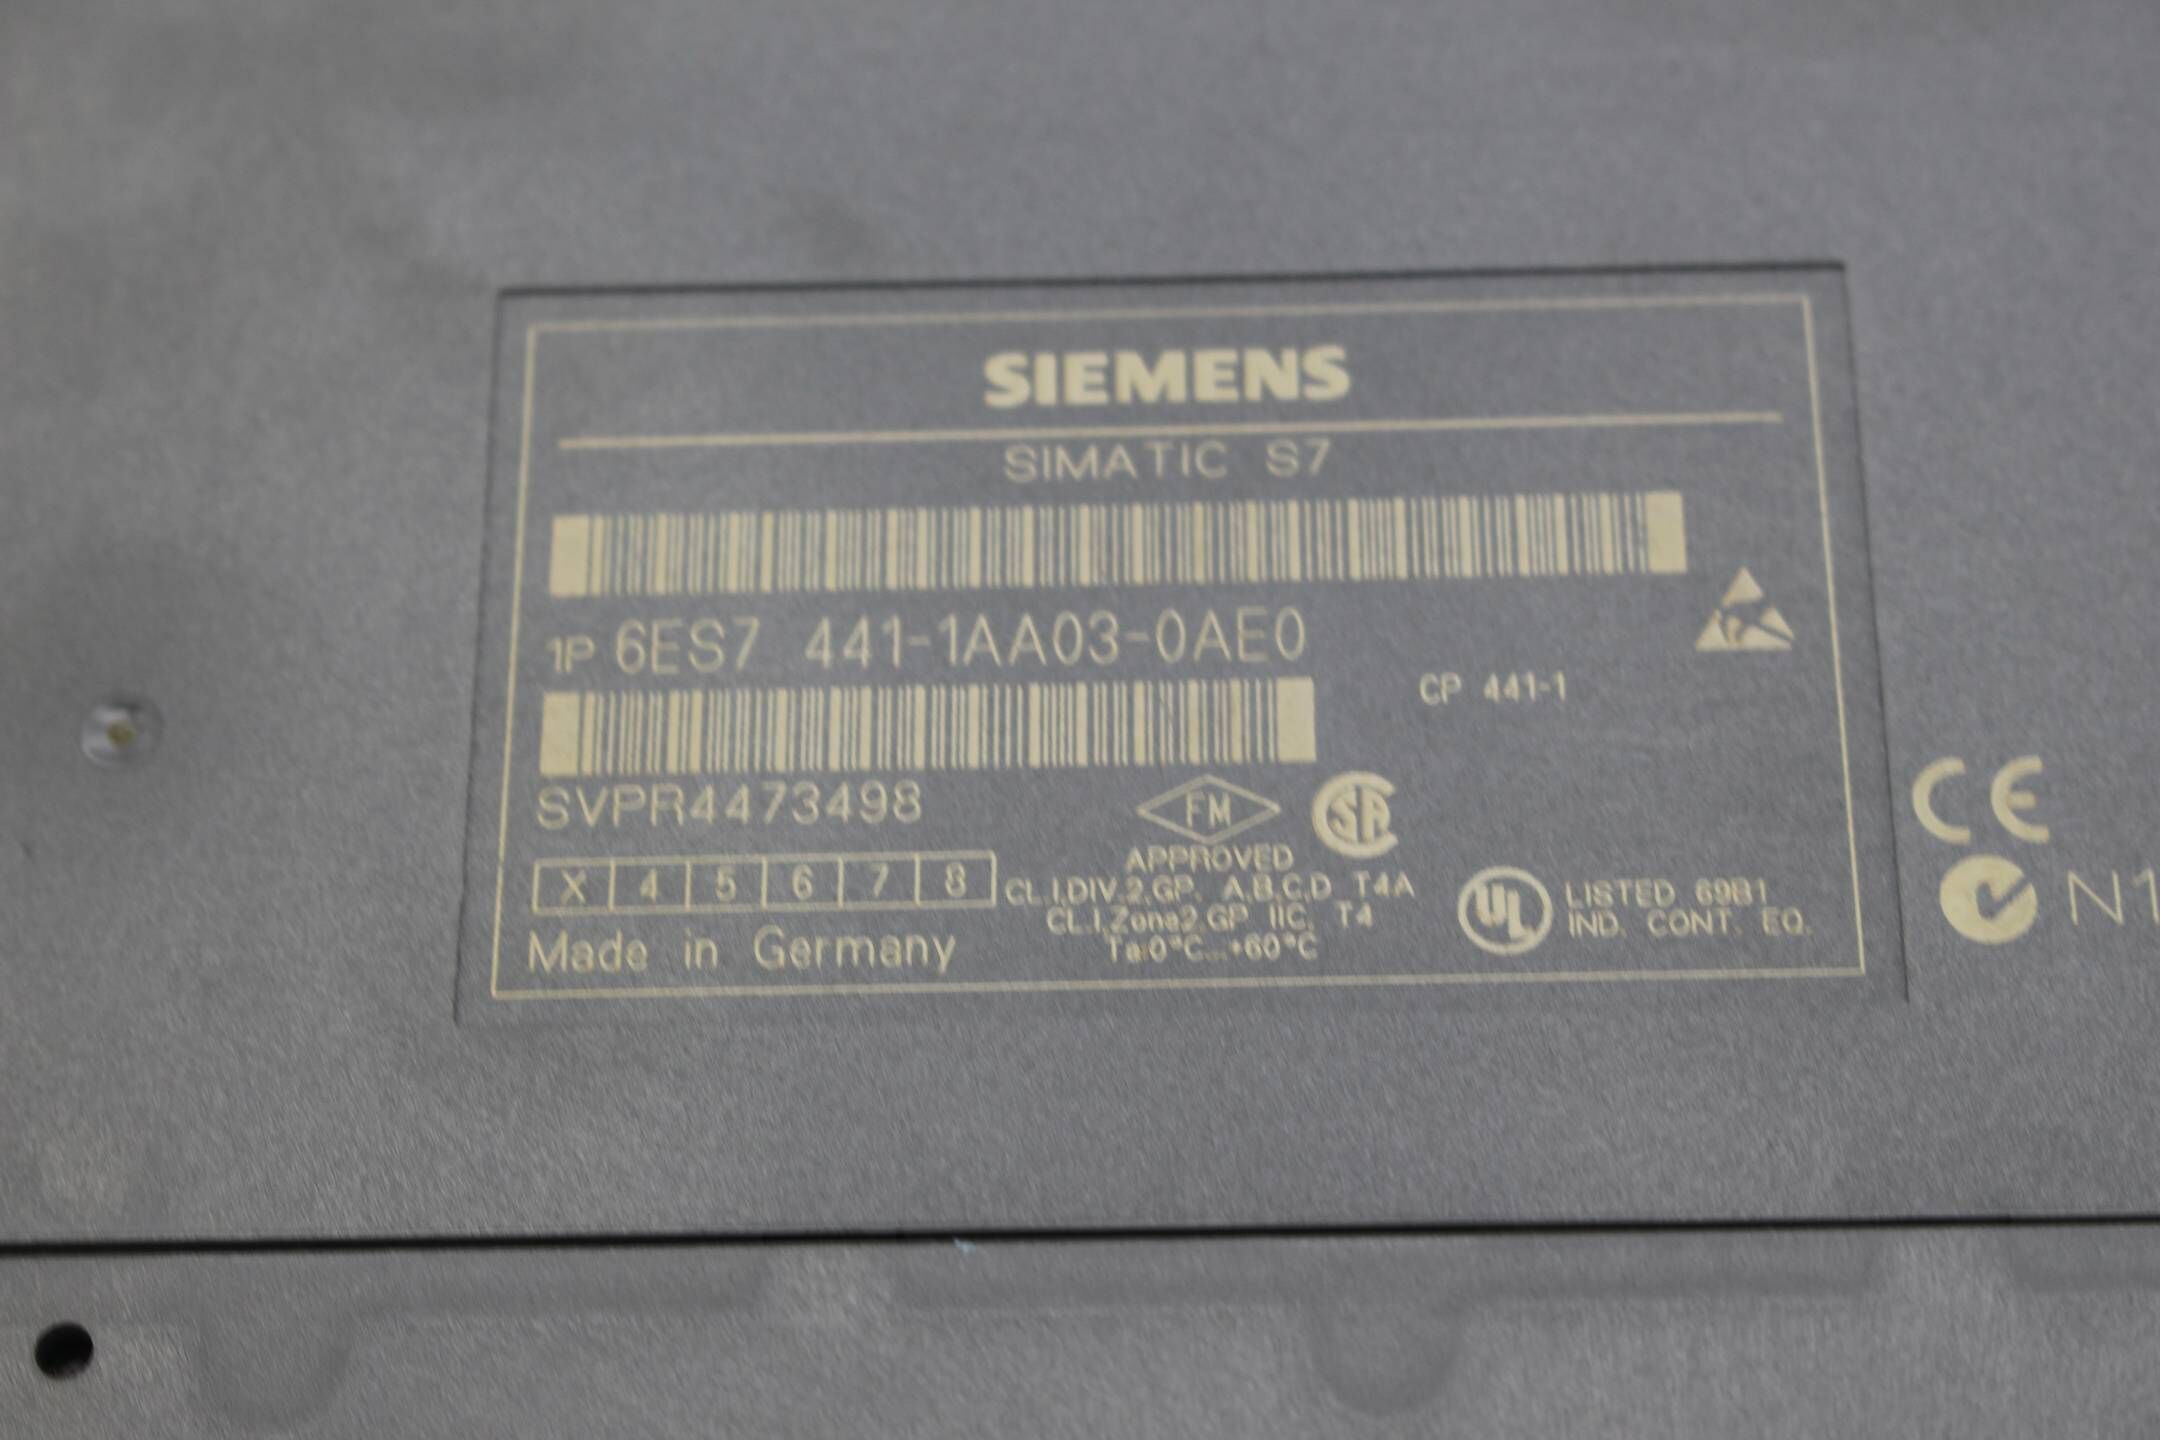 SIEMENS
SIMATIC S7
1P 6ES7 441-1AA03-0AE0
CP 441-1
SVPR4473498
FM
SA
APPROVED
X 4 5 6 7 8
CL.I,DIV.2,GP. A,B,C,D T4A
CL.I,Zone2,GP IIC, T4
Ta:0°C...+60°C
UL
LISTED 69B1
IND. CONT. EQ.
Made in Germany
CE
N1